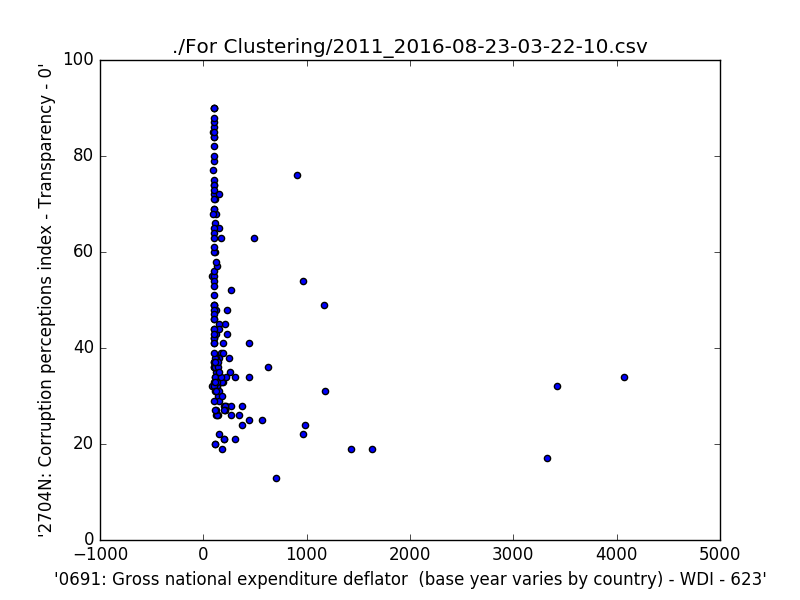 ./For Clustering/2011_2016-08-23-03-22-10.csv
100
80
60
40
20
0
'2704N: Corruption perceptions index - Transparency - 0'
−1000 0 1000 2000 3000 4000 5000
'0691: Gross national expenditure deflator  (base year varies by country) - WDI - 623'